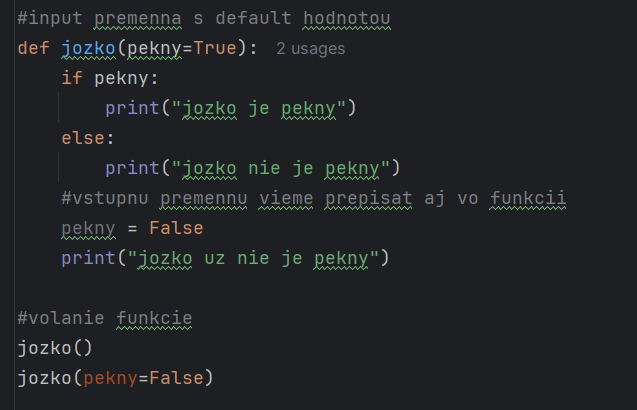 #input premenna s default hodnotou
def jozko(pekny=True): 2 usages
    if pekny:
        print("jozko je pekny")
    else:
        print("jozko nie je pekny")
    #vstupnu premennu vieme prepisat aj vo funkcii
    pekny = False
    print("jozko uz nie je pekny")
#volanie funkcie
jozko()
jozko(pekny=False)